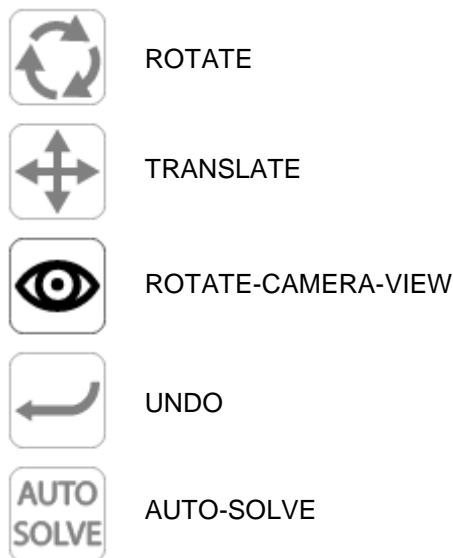 ROTATE
TRANSLATE
ROTATE-CAMERA-VIEW
UNDO
AUTO
SOLVE
AUTO-SOLVE